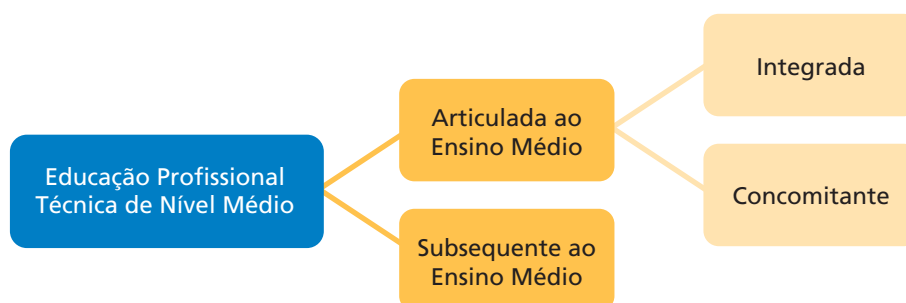 Educação Profissional
Técnica de Nível Médio
Articulada ao
Ensino Médio
Subsequente ao
Ensino Médio
Integrada
Concomitante